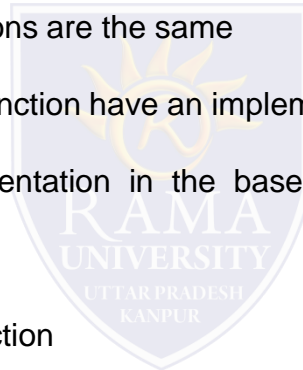 ons are the same
nction have an implem
entation in the base
RAMA
UNIVERSITY
UTTAR PRADESH
KANPUR
ction